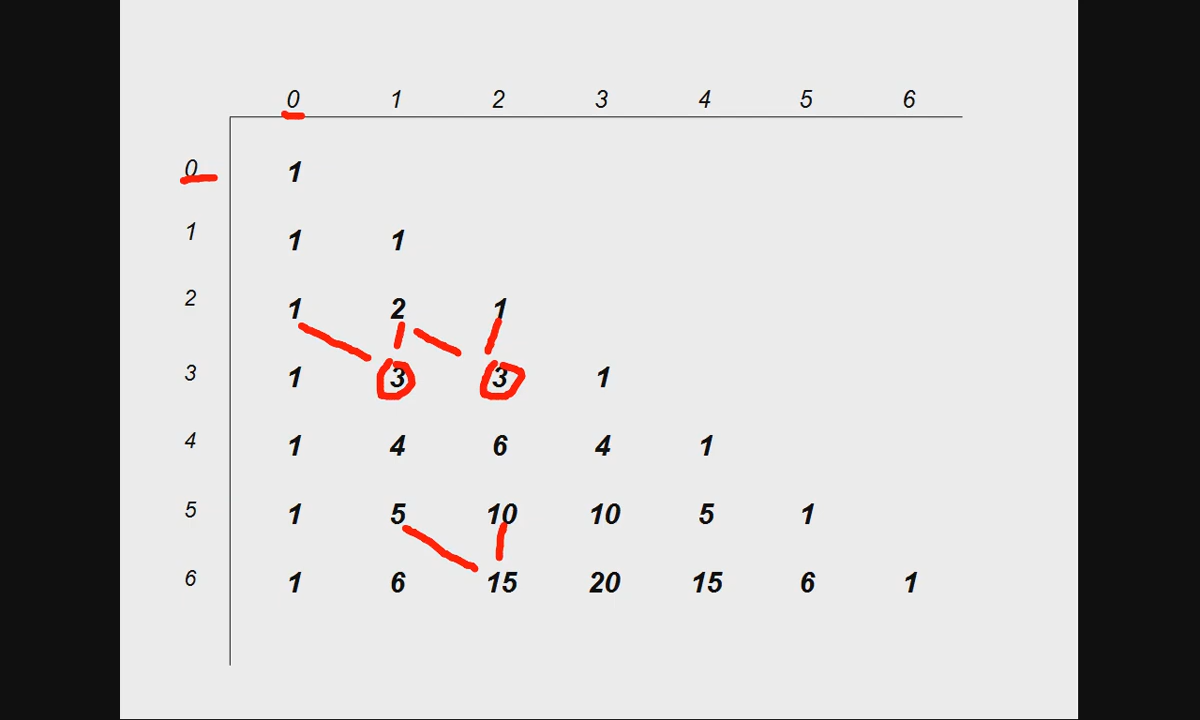 0 1 2 3 4 5 6
0 1
1 1 1
2 1 2 1
3 1 3 3 1
4 1 4 6 4 1
5 1 5 10 10 5 1
6 1 6 15 20 15 6 1